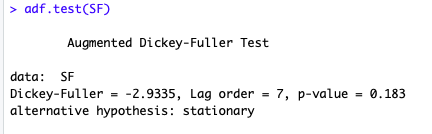 > adf.test(SF)
Augmented Dickey-Fuller Test
data:  SF
Dickey-Fuller = -2.9335, Lag order = 7, p-value = 0.183
alternative hypothesis: stationary